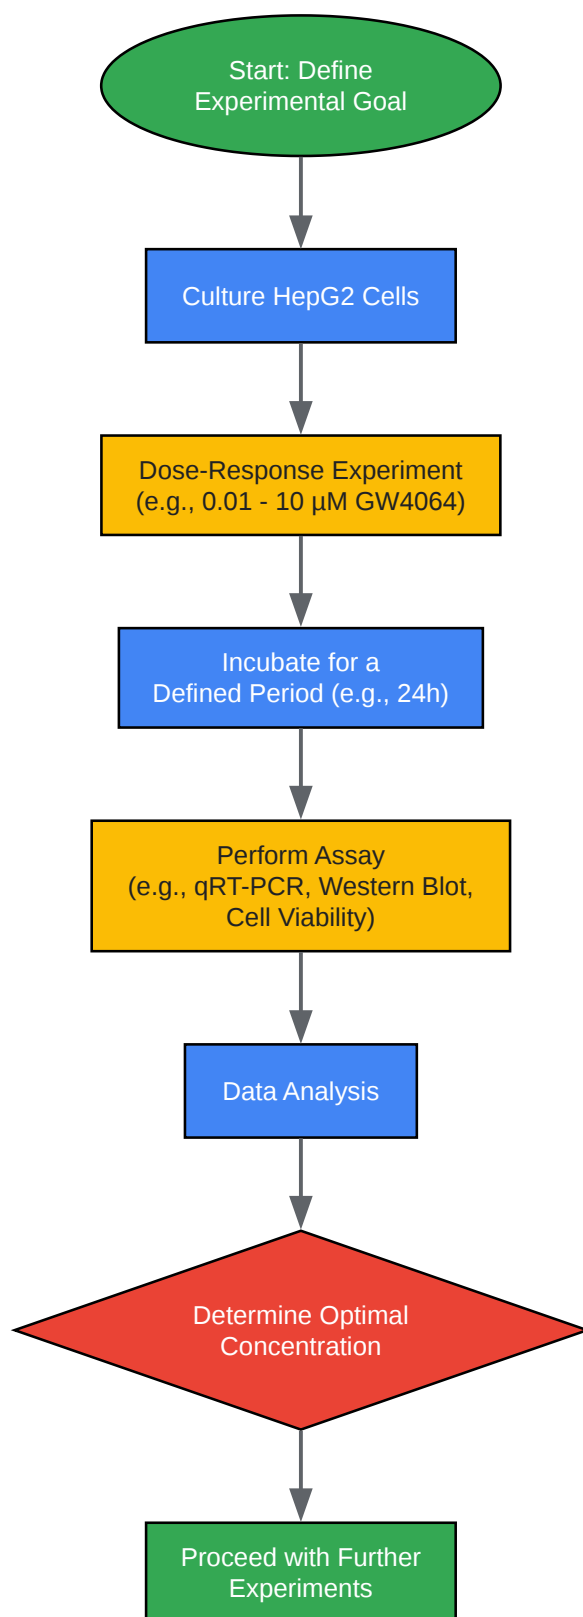 Start: Define
Experimental Goal
Culture HepG2 Cells
Dose-Response Experiment
(e.g., 0.01 - 10 µM GW4064)
Incubate for a
Defined Period (e.g., 24h)
Perform Assay
(e.g., qRT-PCR, Western Blot,
Cell Viability)
Data Analysis
Determine Optimal
Concentration
Proceed with Further
Experiments